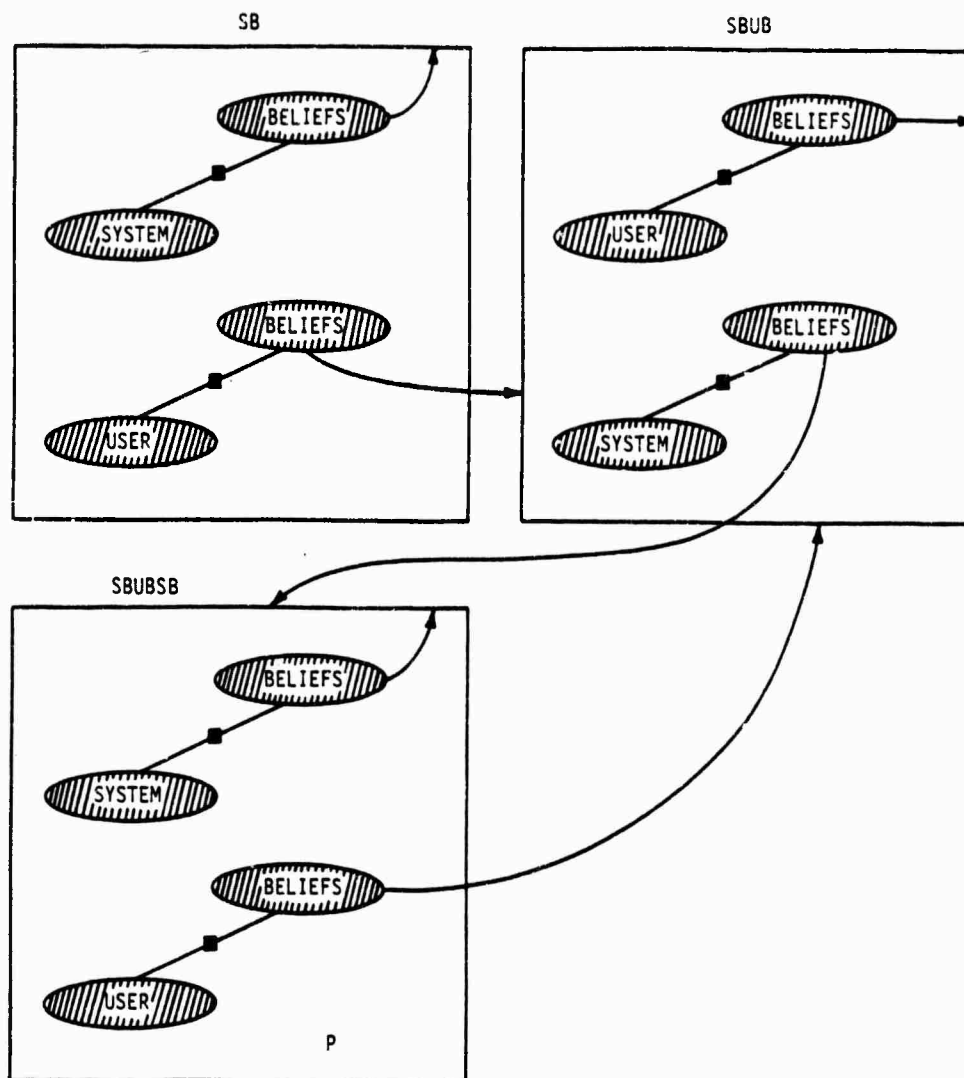 SB
BELIEFS
SYSTEM
BELIEFS
USER
SBUB
BELIEFS
USER
BELIEFS
SYSTEM
SBUBSB
BELIEFS
SYSTEM
BELIEFS
USER
P